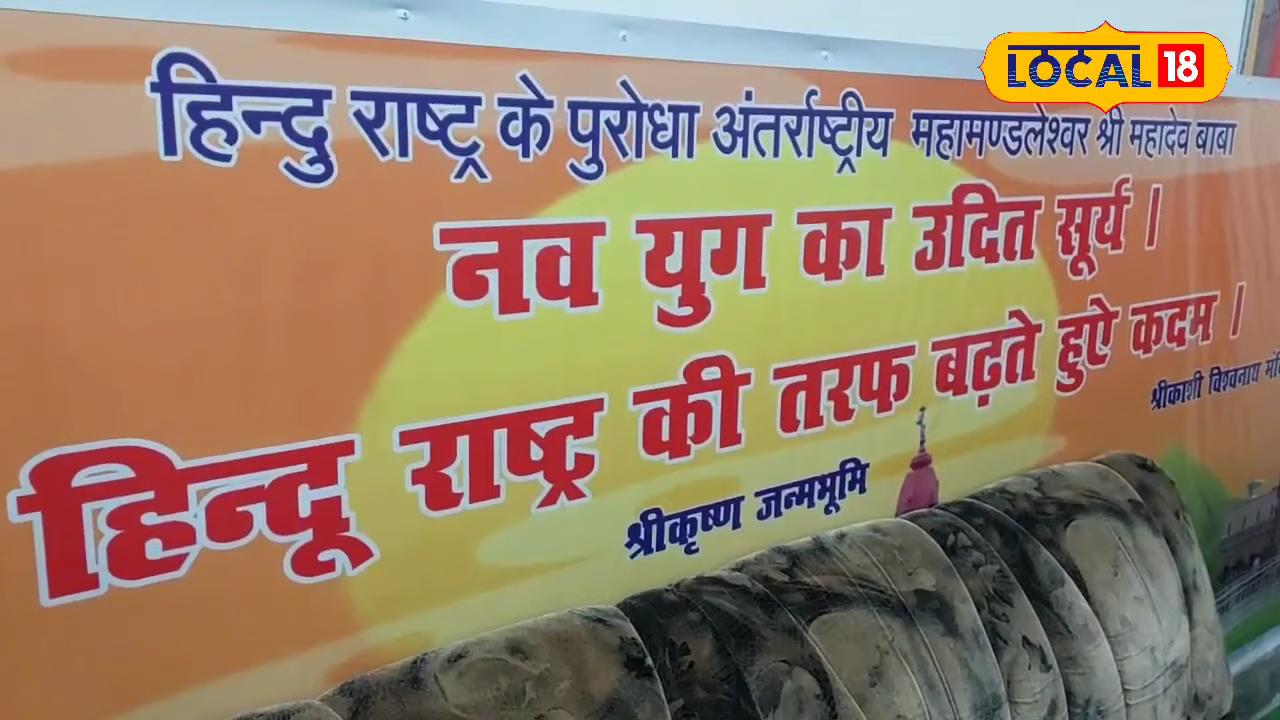 LOCAL 18
हिन्दु राष्ट्र के पुरोधा अंतर्राष्ट्रीय महामण्डलेश्वर श्री महादेव बाबा
नव युग का उदित सूर्य ।
हिन्दू राष्ट्र की तरफ बढ़ते हुऐ कदम ।
श्रीकाशी विश्वनाथ
श्रीकृष्ण जन्मभूमि